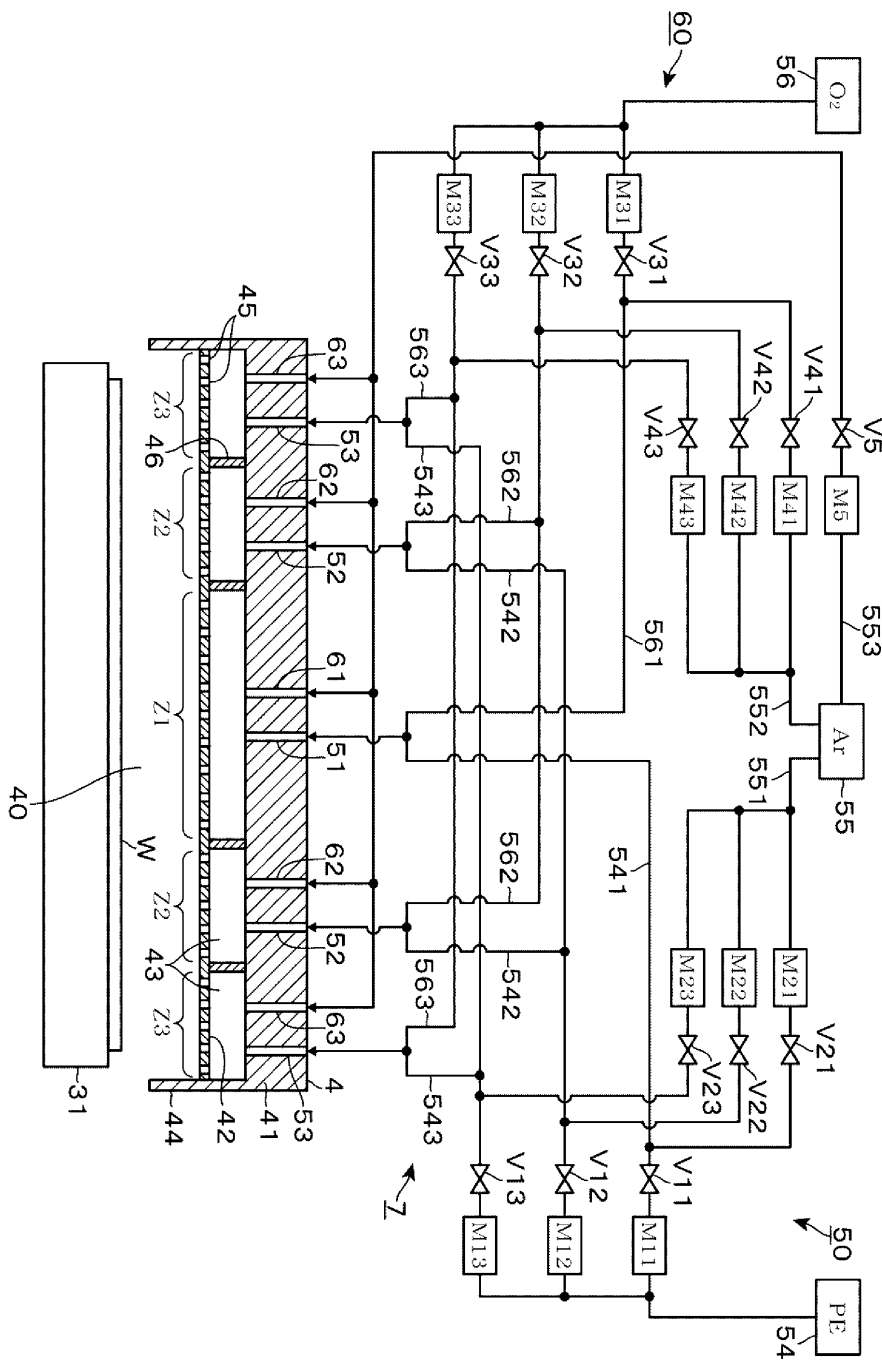 60
56
O₂
M33
M32
M31
V33
V32
V31
V43
V42
V41
V5
M43
M42
M41
M5
553
552
551
Ar
55
561
541
M23
M22
M21
V23
V22
V21
V13
V12
V11
M13
M12
M11
50
PE
54
7
563
543
562
542
562
542
563
543
45
63
46
53
62
52
61
51
62
52
63
53
43
42
41
4
44
Z3
Z2
Z1
Z2
Z3
40
W
31